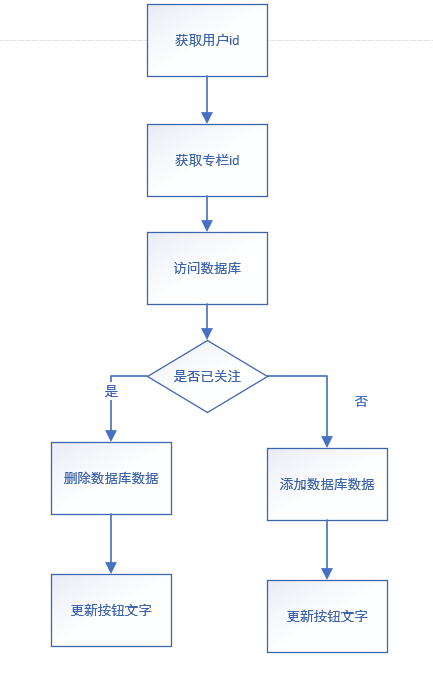 获取用户id
获取专栏id
访问数据库
是否已关注
是
否
删除数据库数据
添加数据库数据
更新按钮文字
更新按钮文字